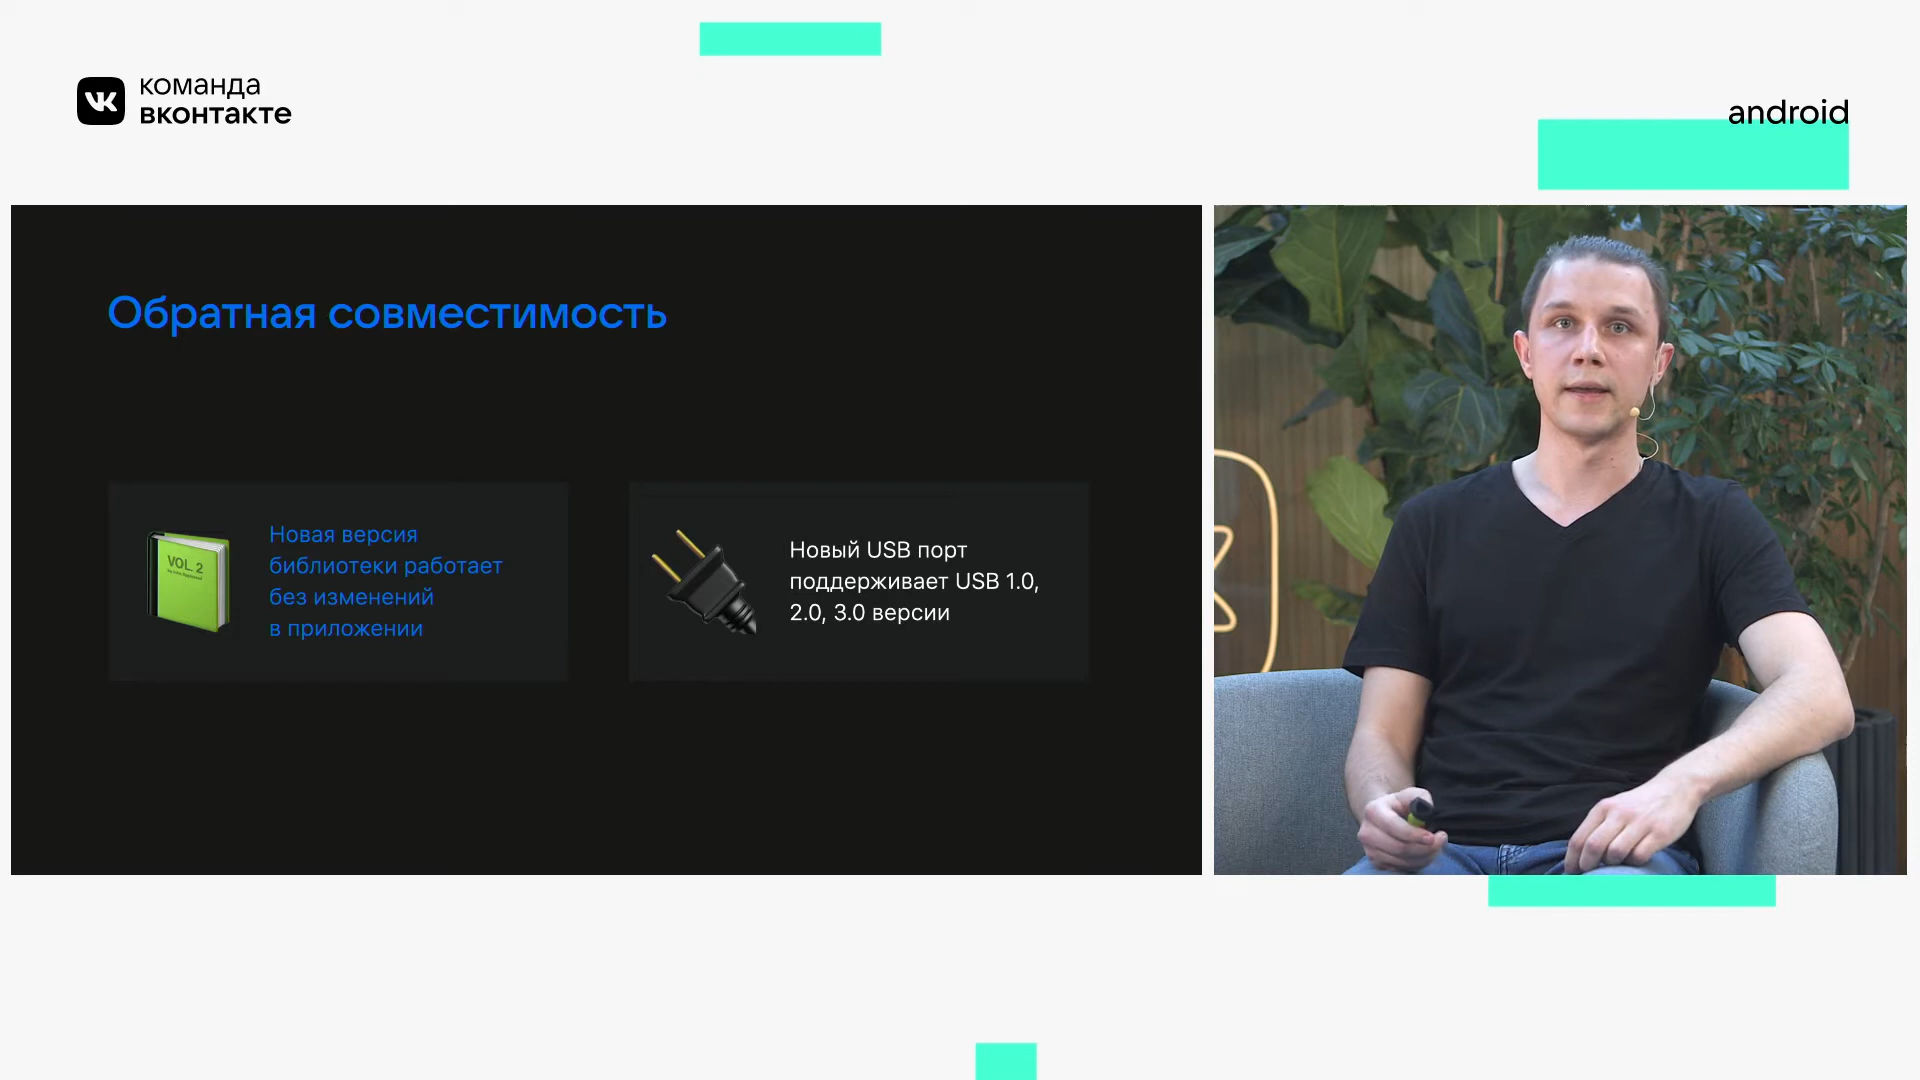 команда
вконтакте
android
Обратная совместимость
VOL. 2
Новая версия
библиотеки работает
без изменений
в приложении
Новый USB порт
поддерживает USB 1.0,
2.0, 3.0 версии